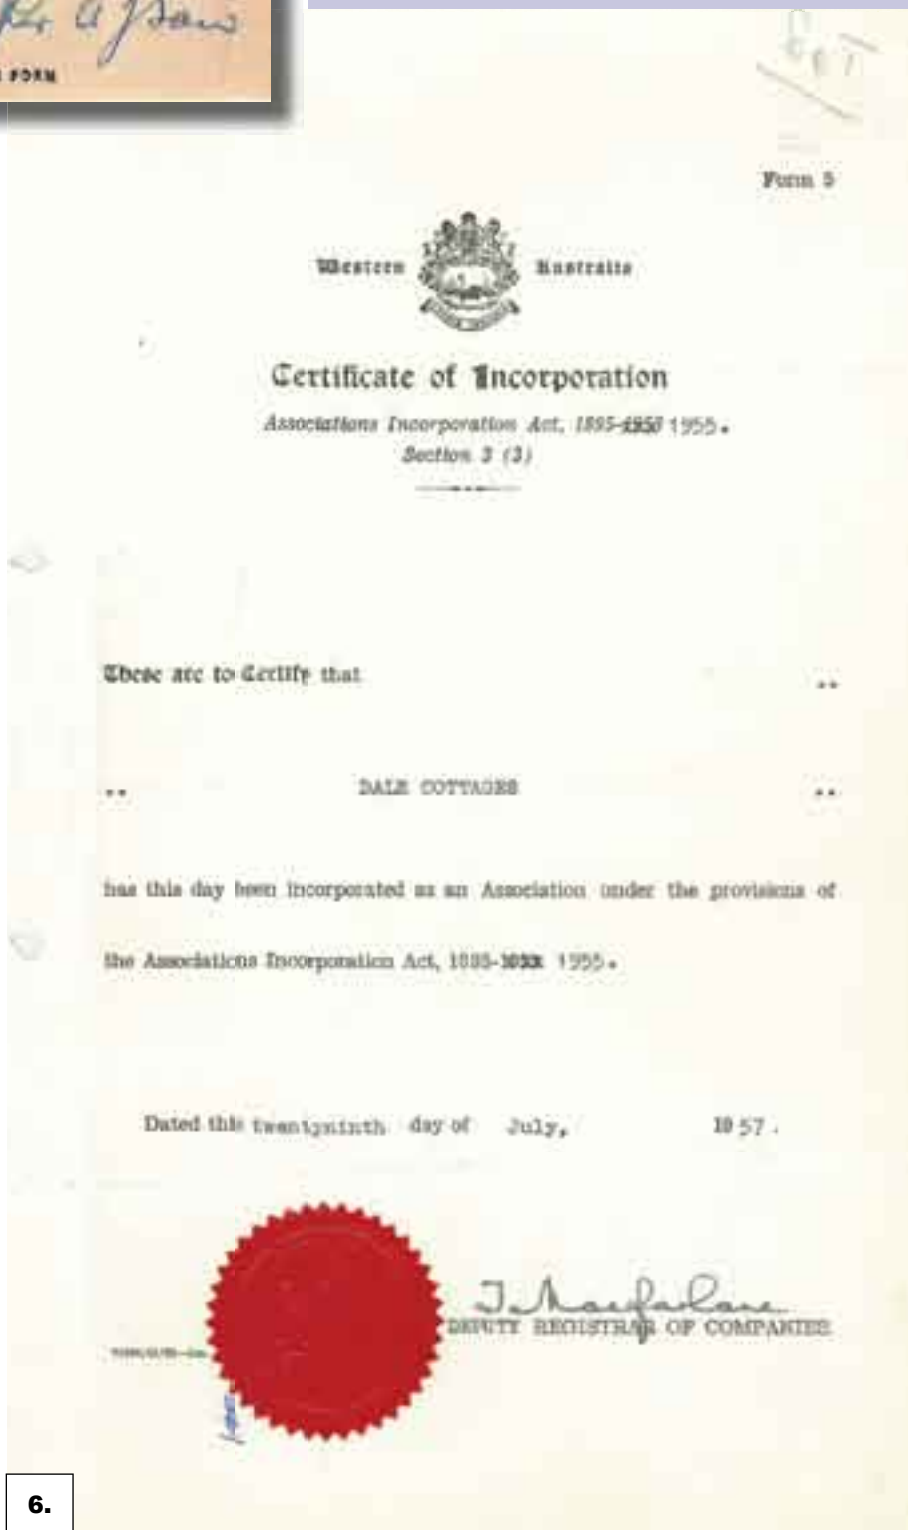 FORM
Form 5
Western Australia
Certificate of Incorporation
Associations Incorporation Act, 1895-1953 1955.
Section 3 (3)
These are to Certify that ..
.. DALE COTTAGES ..
has this day been incorporated as an Association under the provisions of
the Associations Incorporation Act, 1895- 1955.
Dated this twentyninth day of July, 1957.
T. Macfarlane
DEPUTY REGISTRAR OF COMPANIES
6.